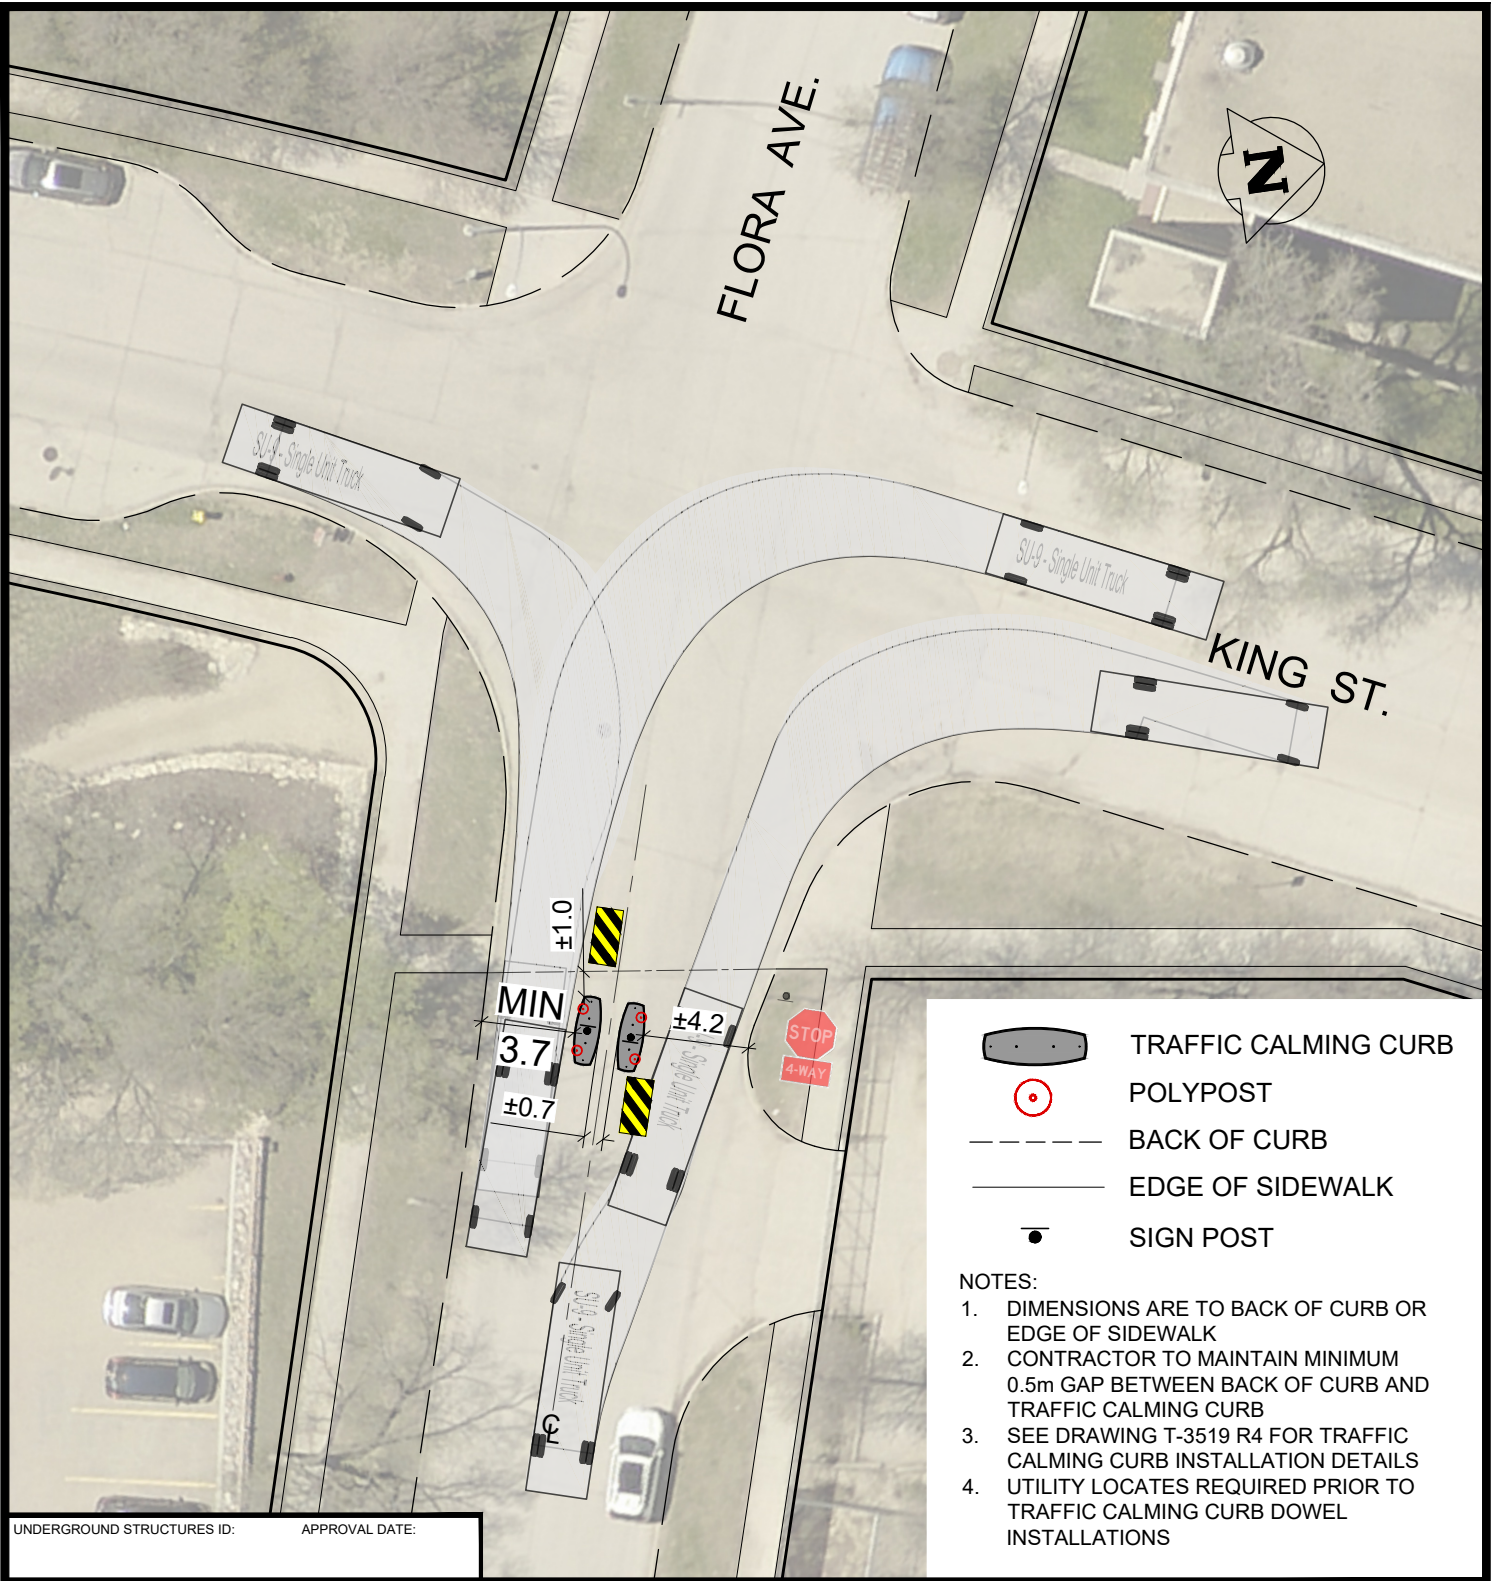 FLORA AVE.
N
SU-9 - Single Unit Truck
SU-9 - Single Unit Truck
KING ST.
±1.0
MIN
3.7
±4.2
±0.7
STOP
4-WAY
- Single Unit Truck
SU-9 - Single Unit Truck
℄
TRAFFIC CALMING CURB
POLYPOST
BACK OF CURB
EDGE OF SIDEWALK
SIGN POST
NOTES:
1. DIMENSIONS ARE TO BACK OF CURB OR
EDGE OF SIDEWALK
2. CONTRACTOR TO MAINTAIN MINIMUM
0.5m GAP BETWEEN BACK OF CURB AND
TRAFFIC CALMING CURB
3. SEE DRAWING T-3519 R4 FOR TRAFFIC
CALMING CURB INSTALLATION DETAILS
4. UTILITY LOCATES REQUIRED PRIOR TO
TRAFFIC CALMING CURB DOWEL
INSTALLATIONS
UNDERGROUND STRUCTURES ID: APPROVAL DATE: